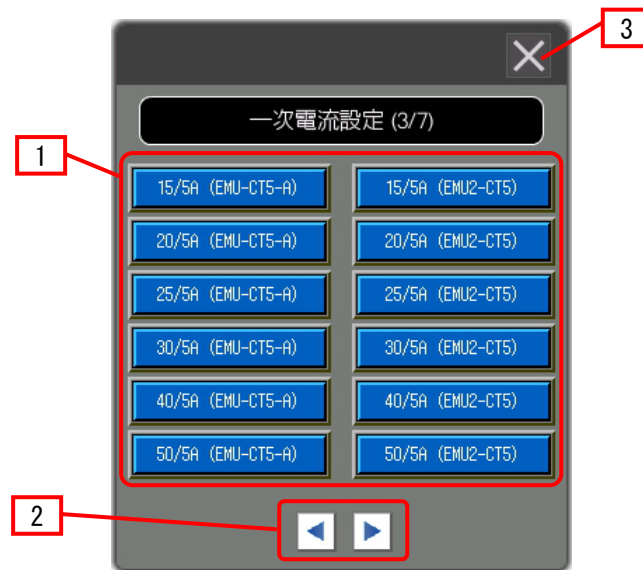 3
一次電流設定 (3/7)
1
15/5A (EMU-CT5-A) 15/5A (EMU2-CT5)
20/5A (EMU-CT5-A) 20/5A (EMU2-CT5)
25/5A (EMU-CT5-A) 25/5A (EMU2-CT5)
30/5A (EMU-CT5-A) 30/5A (EMU2-CT5)
40/5A (EMU-CT5-A) 40/5A (EMU2-CT5)
50/5A (EMU-CT5-A) 50/5A (EMU2-CT5)
2